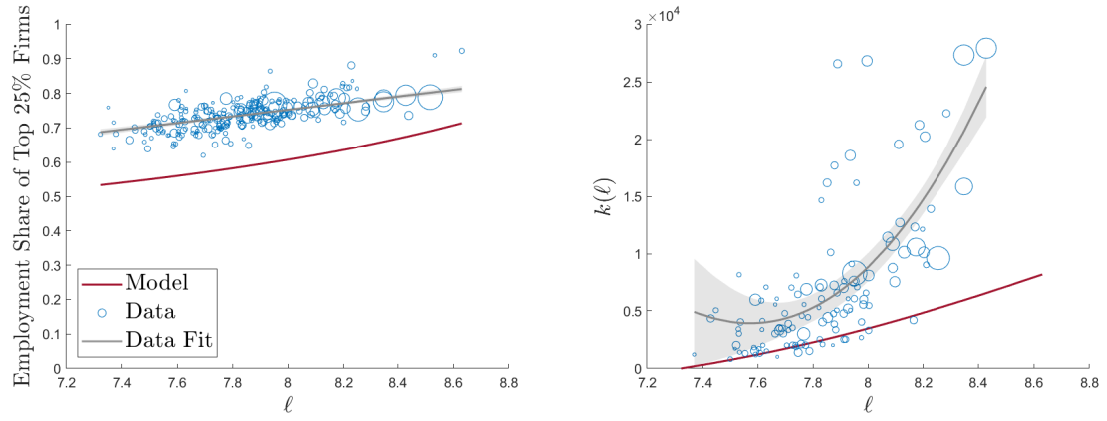 Employment Share of Top 25% Firms
1
0.9
0.8
0.7
0.6
0.5
0.4
0.3
0.2
0.1
0
Model
Data
Data Fit
7.2 7.4 7.6 7.8 8 8.2 8.4 8.6 8.8
ℓ
×10⁴
k(ℓ)
3
2.5
2
1.5
1
0.5
0
7.2 7.4 7.6 7.8 8 8.2 8.4 8.6 8.8
ℓ